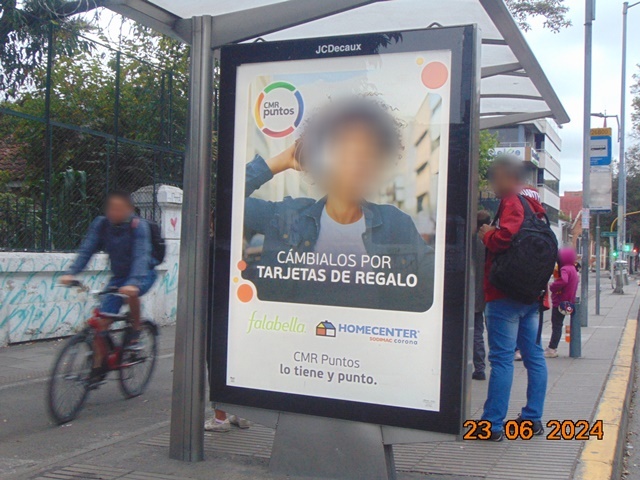 JCDecaux
CMR
puntos
CÁMBIALOS POR
TARJETAS DE REGALO
falabella.
HOMECENTER
SODIMAC corona
CMR Puntos
lo tiene y punto.
23 06 2024